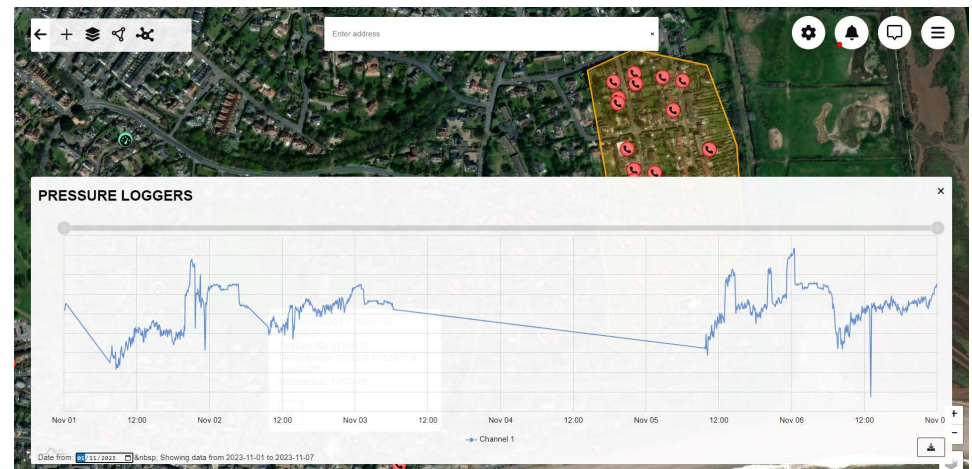 Enter address
×
PRESSURE LOGGERS
×
Nov 01 12:00 Nov 02 12:00 Nov 03 12:00 Nov 04 12:00 Nov 05 12:00 Nov 06 12:00 Nov 0
Channel 1
Date from: 01/11/2023 &nbsp; Showing data from 2023-11-01 to 2023-11-07
+
−